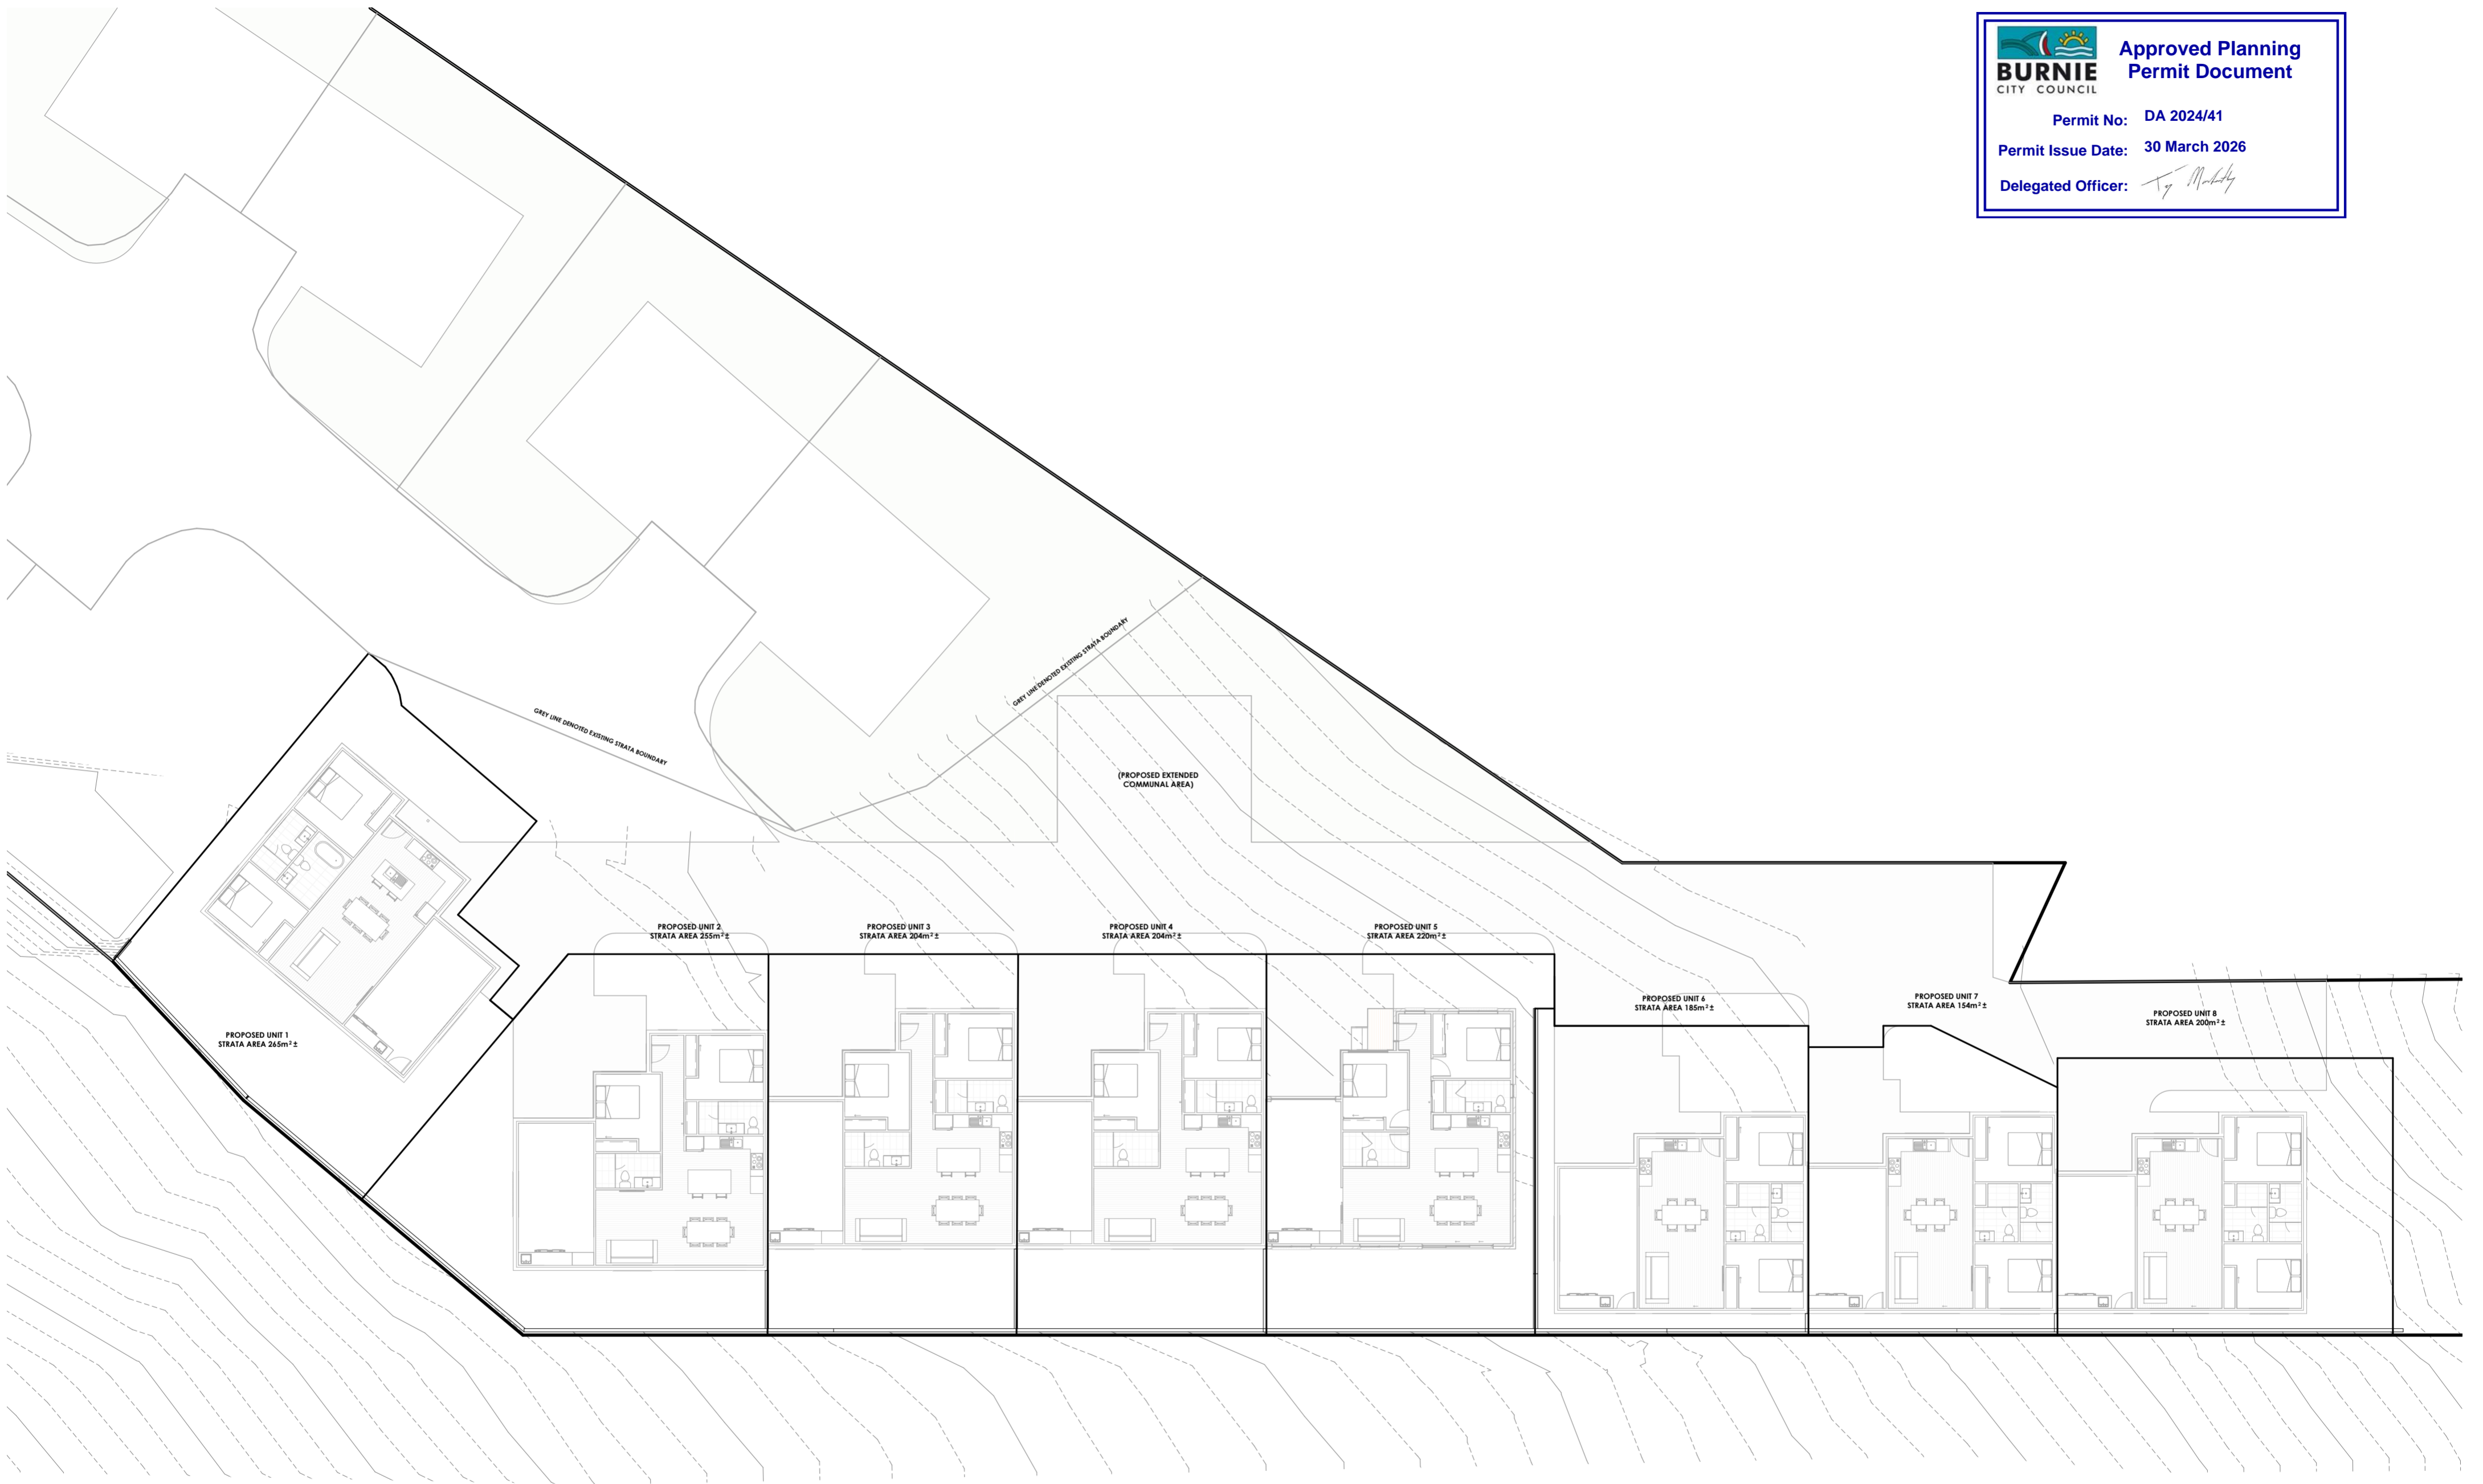 BURNIE
CITY COUNCIL
Approved Planning
Permit Document
Permit No: DA 2024/41
Permit Issue Date: 30 March 2026
Delegated Officer:
GREY LINE DENOTED EXISTING STRATA BOUNDARY
GREY LINE DENOTED EXISTING STRATA BOUNDARY
(PROPOSED EXTENDED
COMMUNAL AREA)
PROPOSED UNIT 1
STRATA AREA 265m² ±
PROPOSED UNIT 2
STRATA AREA 255m² ±
PROPOSED UNIT 3
STRATA AREA 204m² ±
PROPOSED UNIT 4
STRATA AREA 204m² ±
PROPOSED UNIT 5
STRATA AREA 220m² ±
PROPOSED UNIT 6
STRATA AREA 185m² ±
PROPOSED UNIT 7
STRATA AREA 154m² ±
PROPOSED UNIT 8
STRATA AREA 200m² ±